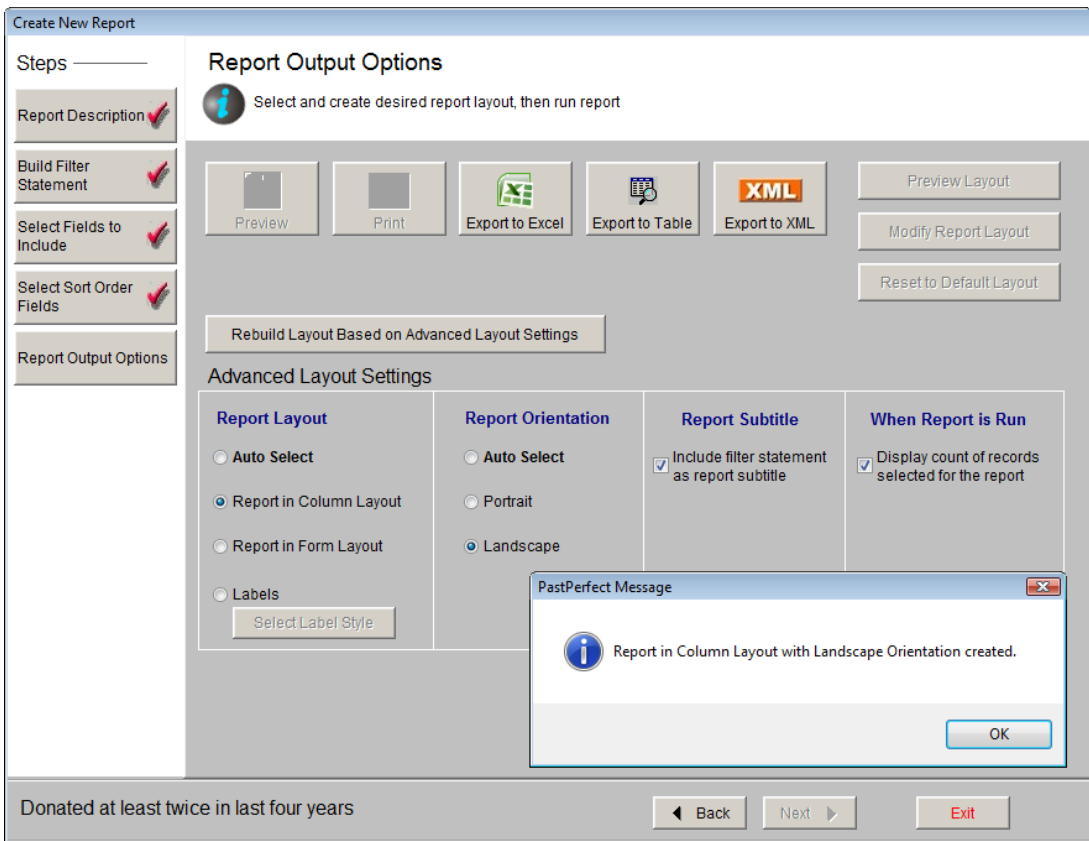 Create New Report
Steps
Report Description
Build Filter
Statement
Select Fields to
Include
Select Sort Order
Fields
Report Output Options
Report Output Options
Select and create desired report layout, then run report
Preview
Print
Export to Excel
Export to Table
XML
Export to XML
Preview Layout
Modify Report Layout
Reset to Default Layout
Rebuild Layout Based on Advanced Layout Settings
Advanced Layout Settings
Report Layout
Auto Select
Report in Column Layout
Report in Form Layout
Labels
Select Label Style
Report Orientation
Auto Select
Portrait
Landscape
Report Subtitle
Include filter statement
as report subtitle
When Report is Run
Display count of records
selected for the report
PastPerfect Message
Report in Column Layout with Landscape Orientation created.
OK
Donated at least twice in last four years
Back
Next
Exit